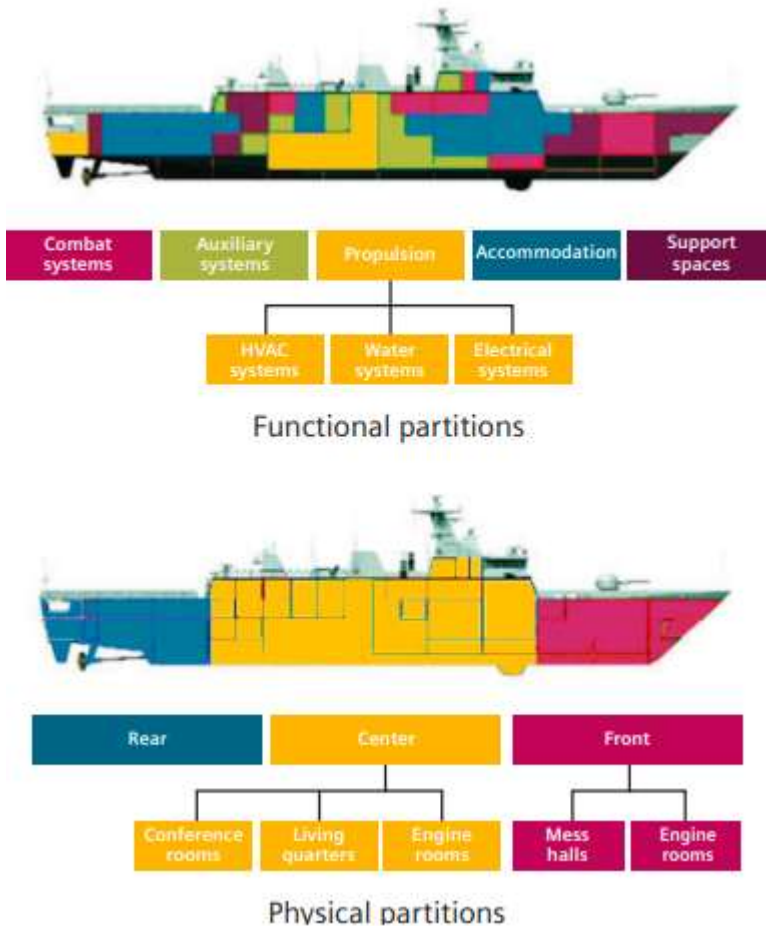 Combat
systems
Auxiliary
systems
Propulsion
Accommodation
Support
spaces
HVAC
systems
Water
systems
Electrical
systems
Functional partitions
Rear
Center
Front
Conference
rooms
Living
quarters
Engine
rooms
Mess
halls
Engine
rooms
Physical partitions